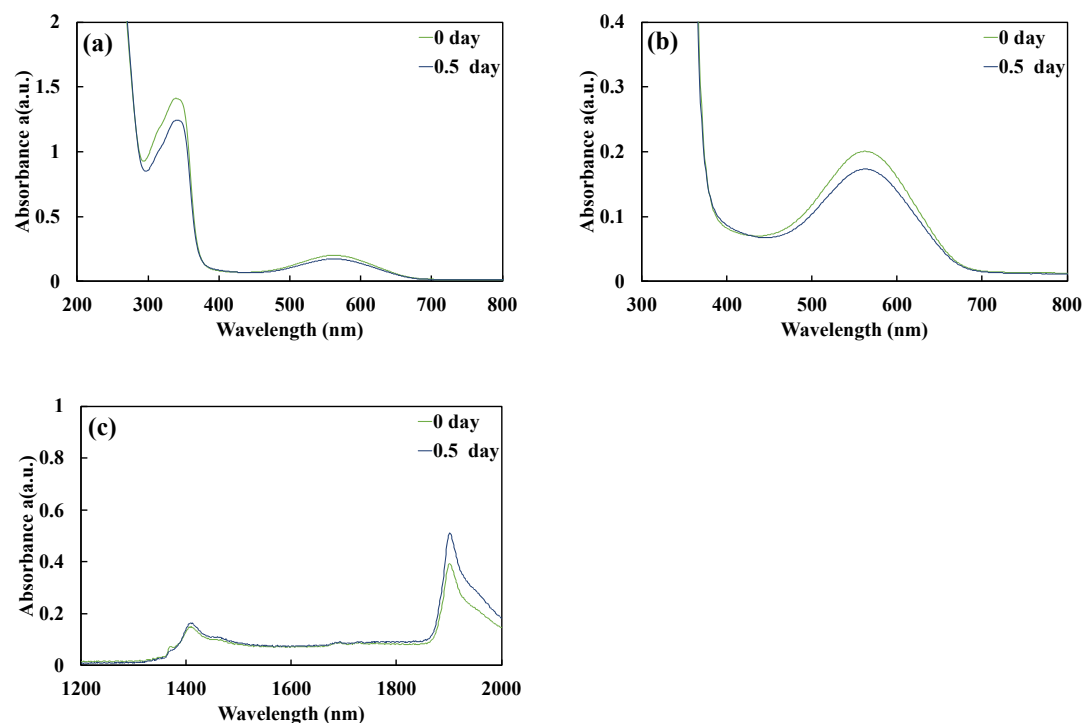 (a)
0 day
0.5 day
Absorbance a(a.u.)
2
1.5
1
0.5
0
200 300 400 500 600 700 800
Wavelength (nm)
(b)
0 day
0.5 day
Absorbance a(a.u.)
0.4
0.3
0.2
0.1
0
300 400 500 600 700 800
Wavelength (nm)
(c)
0 day
0.5 day
Absorbance a(a.u.)
1
0.8
0.6
0.4
0.2
0
1200 1400 1600 1800 2000
Wavelength (nm)